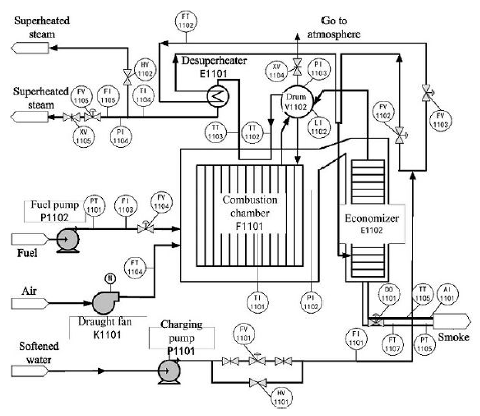 Superheated
steam
FT
1102
Go to
atmosphere
Desuperheater
E1101
HV
1102
XV
1104
PI
1103
Superheated
steam
FV
1105
FI
1105
TI
1104
Drum
V1102
FV
1102
FV
1102
XV
1105
PI
1104
TT
1103
TT
1102
LI
1102
Fuel pump
P1102
PT
1101
FI
1103
FV
1104
Combustion
chamber
F1101
Economizer
E1102
Fuel
FT
1104
M
TI
1101
PI
1102
DO
1101
TT
1105
AI
1101
Air
Draught fan
K1101
Smoke
Softened
water
Charging
pump
P1101
FV
1101
FI
1101
FT
1107
PT
1105
HV
1101